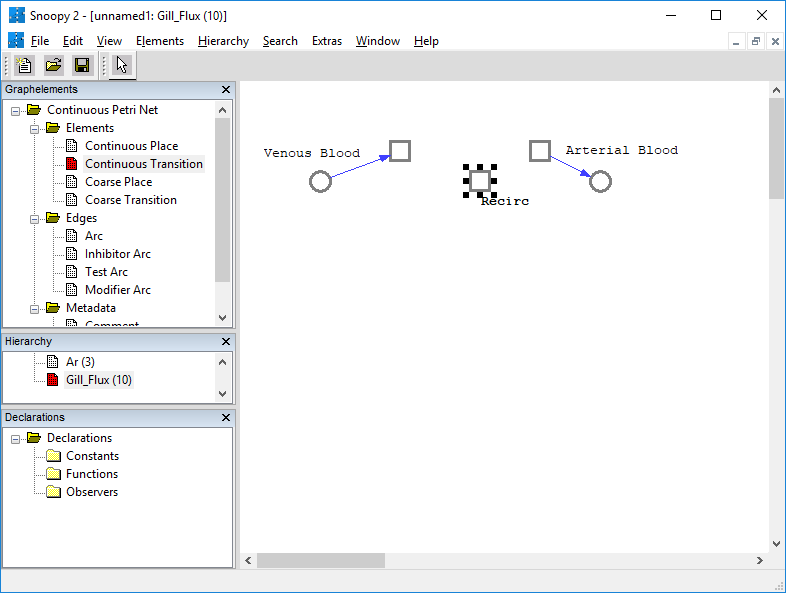 Snoopy 2 - [unnamed1: Gill_Flux (10)]
File Edit View Elements Hierarchy Search Extras Window Help
Graphelements
Continuous Petri Net
Elements
Continuous Place
Continuous Transition
Coarse Place
Coarse Transition
Edges
Arc
Inhibitor Arc
Test Arc
Modifier Arc
Metadata
Comment
Hierarchy
Ar (3)
Gill_Flux (10)
Declarations
Declarations
Constants
Functions
Observers
Venous Blood
Arterial Blood
Recirc